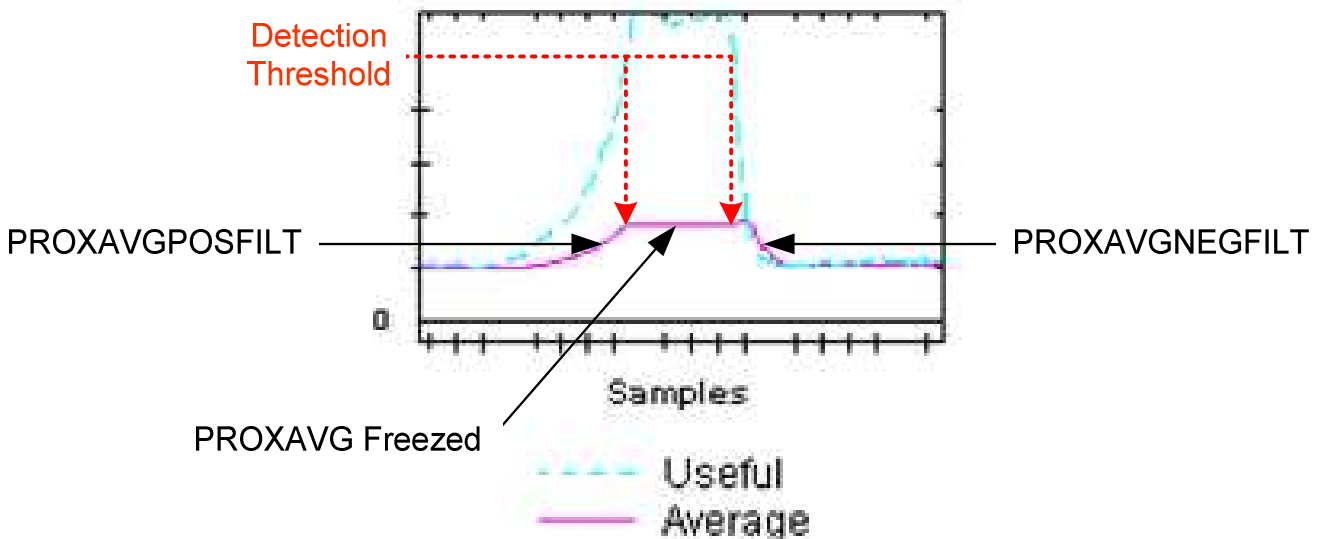 Detection
Threshold
PROXAVGPOSFILT
PROXAVGNEGFILT
0
Samples
PROXAVG Freezed
Useful
Average